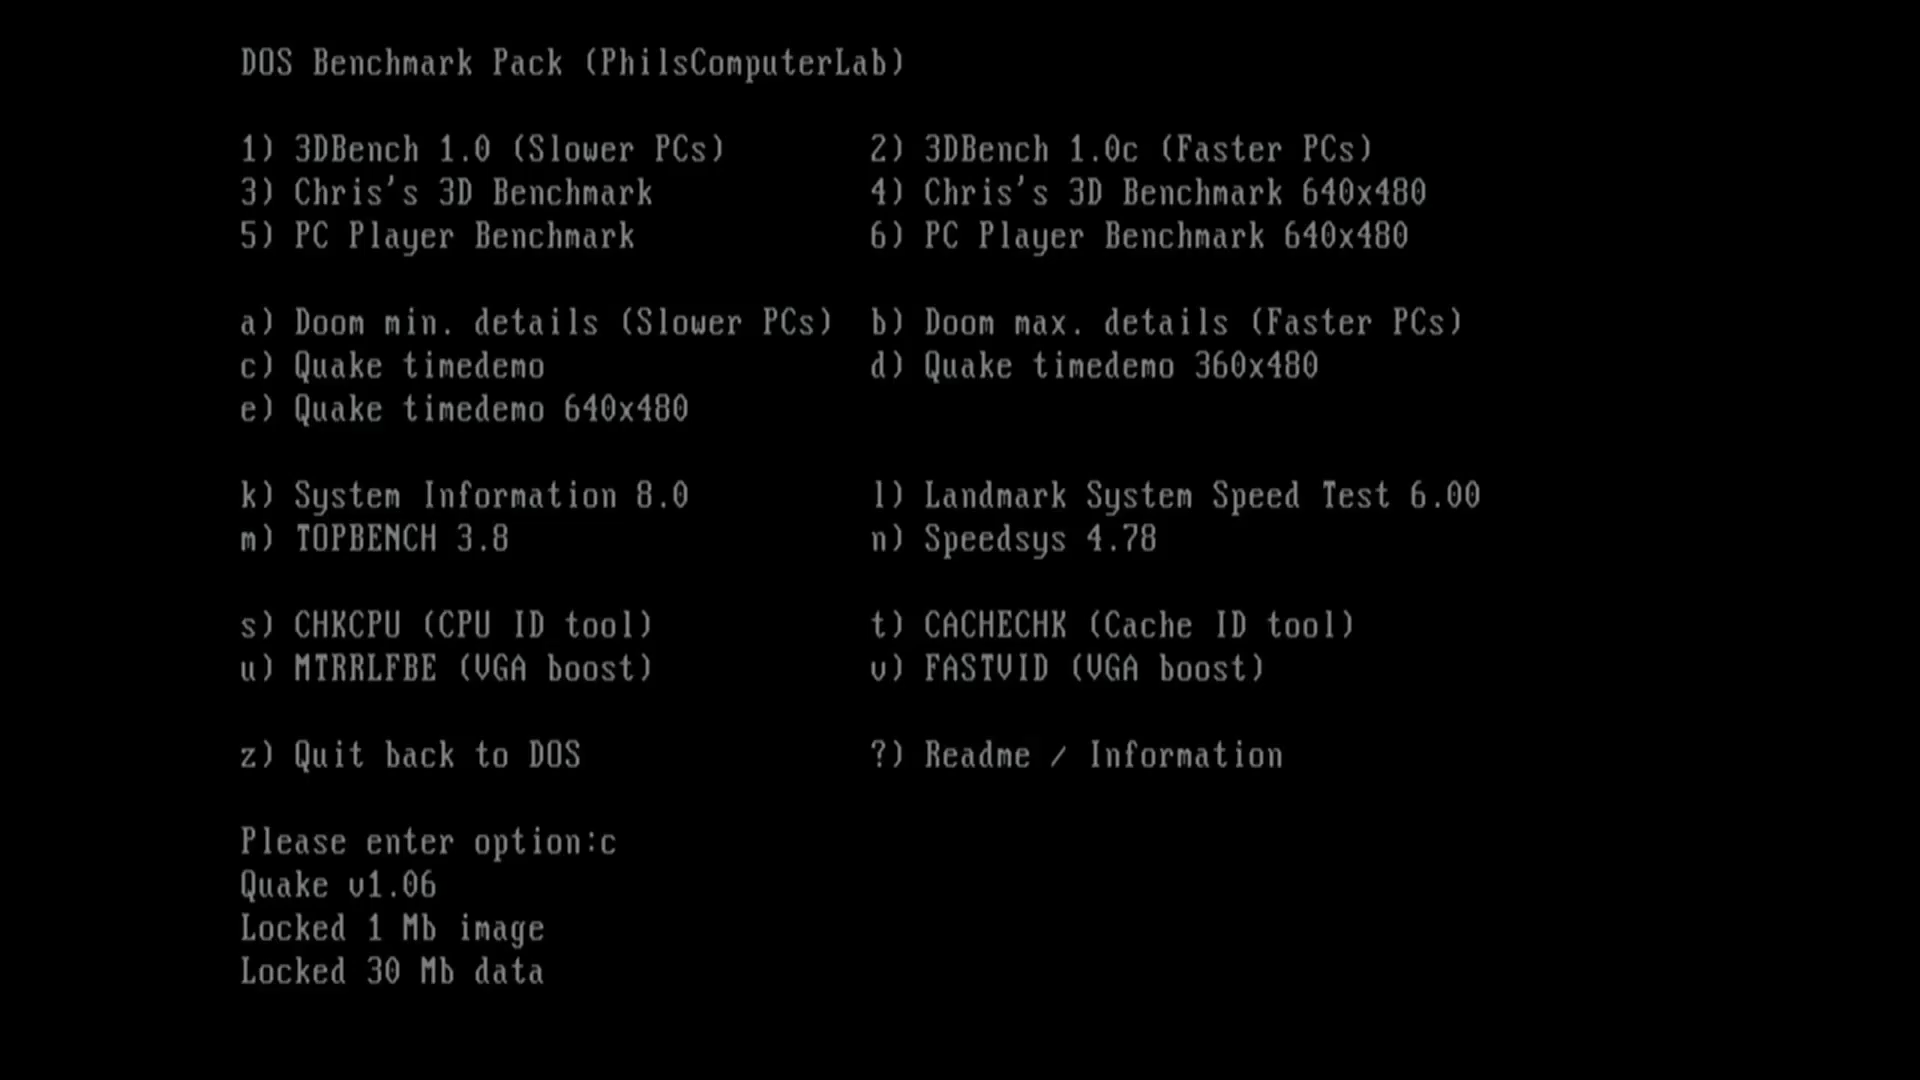 DOS Benchmark Pack (PhilsComputerLab)
1) 3DBench 1.0 (Slower PCs) 2) 3DBench 1.0c (Faster PCs)
3) Chris's 3D Benchmark 4) Chris's 3D Benchmark 640x480
5) PC Player Benchmark 6) PC Player Benchmark 640x480
a) Doom min. details (Slower PCs) b) Doom max. details (Faster PCs)
c) Quake timedemo d) Quake timedemo 360x480
e) Quake timedemo 640x480
k) System Information 8.0 l) Landmark System Speed Test 6.00
m) TOPBENCH 3.8 n) Speedsys 4.78
s) CHKCPU (CPU ID tool) t) CACHECHK (Cache ID tool)
u) MTRRLFBE (VGA boost) v) FASTVID (VGA boost)
z) Quit back to DOS ?) Readme / Information
Please enter option:c
Quake v1.06
Locked 1 Mb image
Locked 30 Mb data